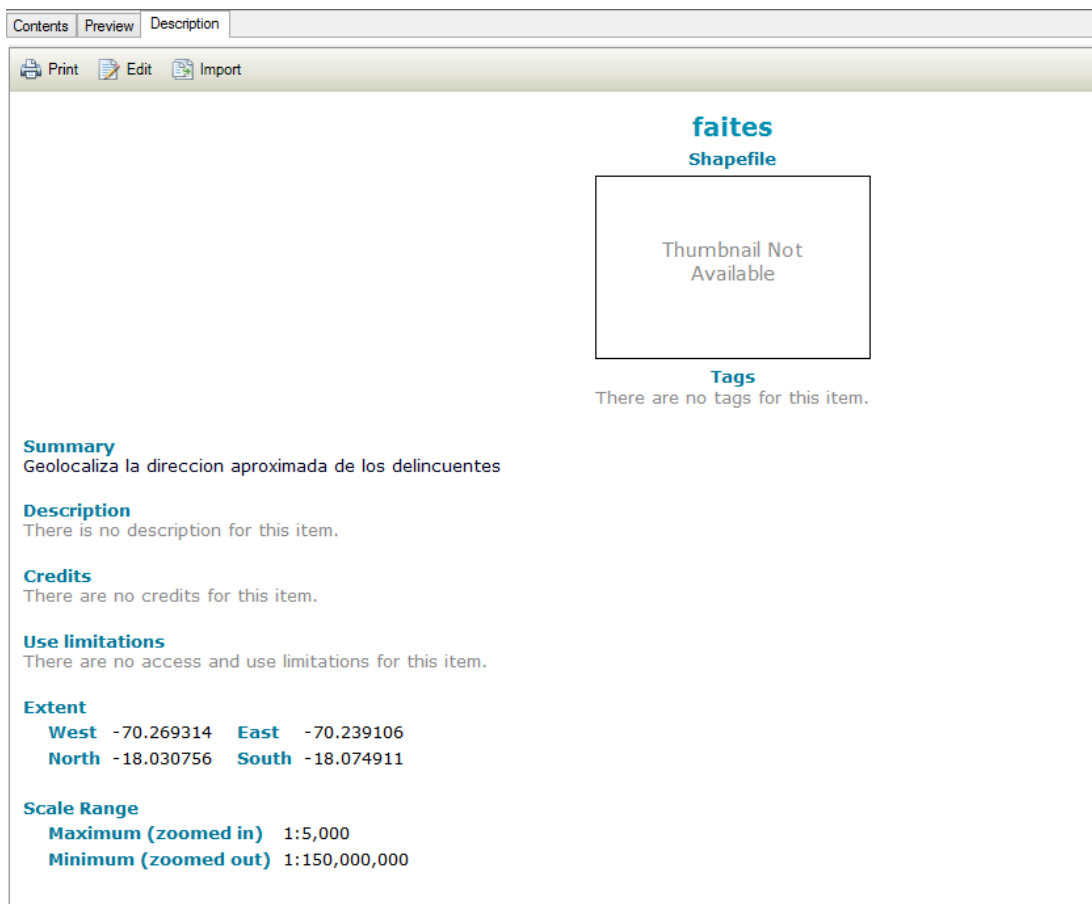 Contents Preview Description
Print Edit Import
faites
Shapefile
Thumbnail Not
Available
Tags
There are no tags for this item.
Summary
Geolocaliza la direccion aproximada de los delincuentes
Description
There is no description for this item.
Credits
There are no credits for this item.
Use limitations
There are no access and use limitations for this item.
Extent
West -70.269314 East -70.239106
North -18.030756 South -18.074911
Scale Range
Maximum (zoomed in) 1:5,000
Minimum (zoomed out) 1:150,000,000